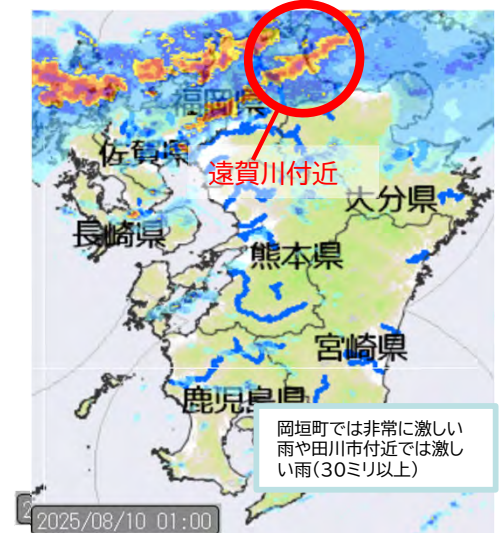 福岡県
佐賀県
遠賀川付近
大分県
長崎県
熊本県
宮崎県
鹿児島県
岡垣町では非常に激しい
雨や田川市付近では激し
い雨(30ミリ以上)
2
2025/08/10 01:00